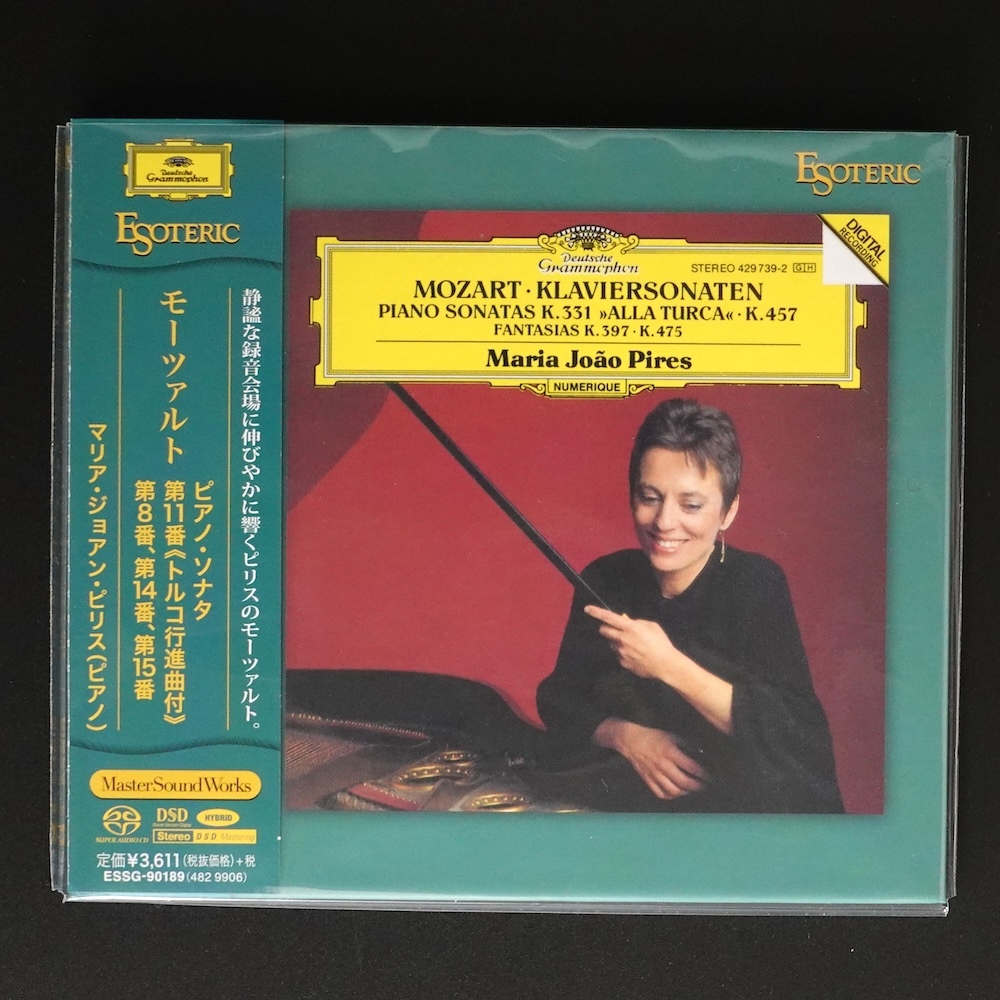 Deutsche
Grammophon
ESOTERIC
静謐な録音会場に伸びやかに響くピリスのモーツァルト。
モーツァルト
ピアノ・ソナタ
第11番《トルコ行進曲付》
第8番、第14番、第15番
マリア・ジョアン・ピリス(ピアノ)
MasterSoundWorks
SUPER AUDIO CD
DSD
Direct Stream Digital
HYBRID
Stereo
DSD Mastering
定価¥3,611(税抜価格)+税
ESSG-90189(482 9906)
ESOTERIC
DIGITAL
RECORDING
Deutsche
Grammophon
STEREO 429 739-2 GH
MOZART · KLAVIERSONATEN
PIANO SONATAS K.331 »ALLA TURCA« · K.457
FANTASIAS K.397 · K.475
Maria João Pires
NUMERIQUE